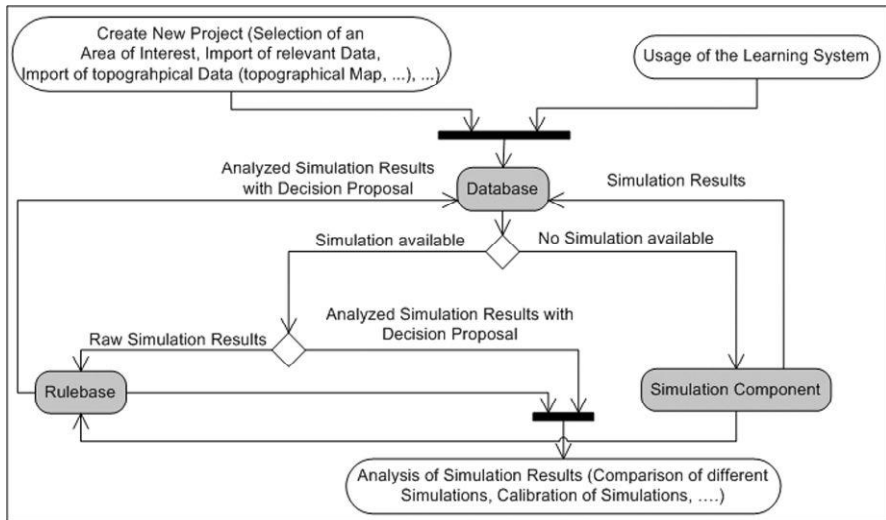 Create New Project (Selection of an
Area of Interest, Import of relevant Data,
Import of topograhpical Data (topographical Map, ...), ...)
Usage of the Learning System
Analyzed Simulation Results
with Decision Proposal
Database
Simulation Results
Simulation available
No Simulation available
Analyzed Simulation Results with
Decision Proposal
Raw Simulation Results
Rulebase
Simulation Component
Analysis of Simulation Results (Comparison of different
Simulations, Calibration of Simulations, ....)